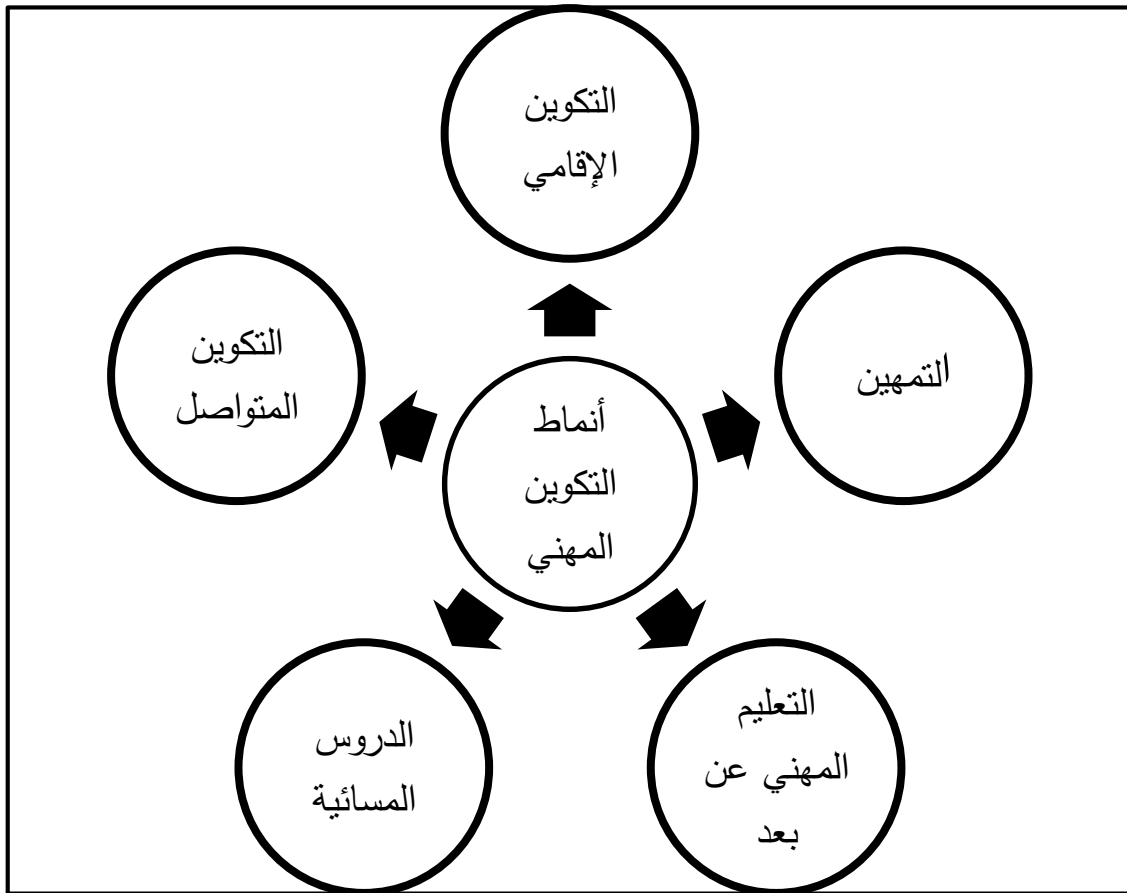 التكوين
الإقامي
التمهين
التكوين
المتواصل
أنماط
التكوين
المهني
التعليم
المهني عن
بعد
الدروس
المسائية